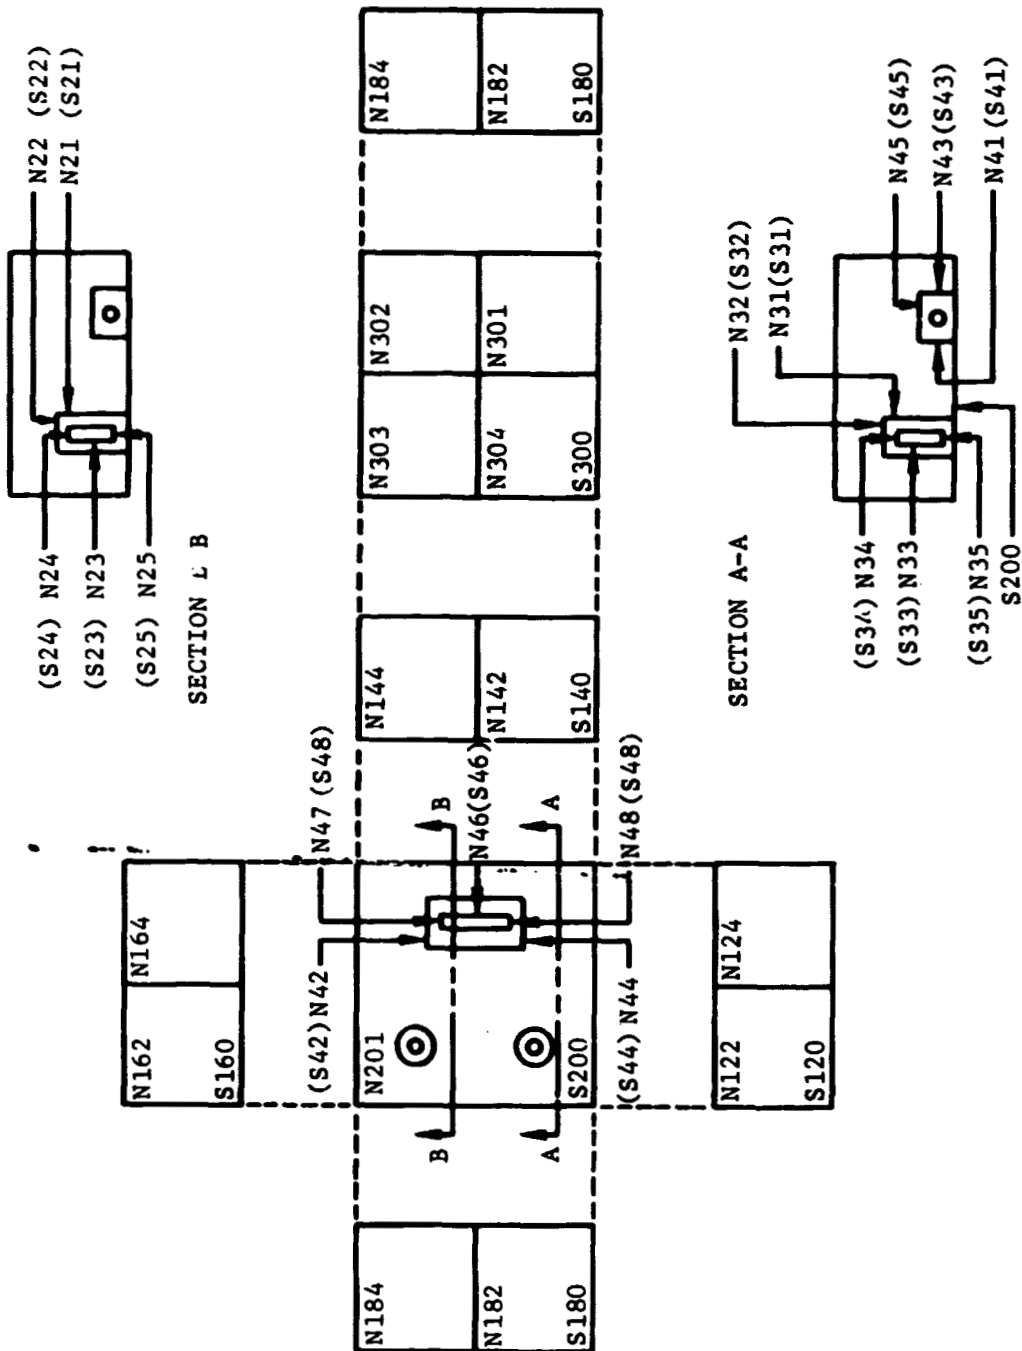 N22 (S22)
N21 (S21)
(S24) N24
(S23) N23
(S25) N25
SECTION B
N184
N182
S180
N302
N301
N303
N304
S300
N144
N142
S140
N32(S32)
N31(S31)
N45(S45)
N43(S43)
N41(S41)
(S34)N34
(S33)N33
(S35)N35
S200
SECTION A-A
N164
N162
S160
N47(S48)
(S42)N42
N46(S46)
B
A
N201
S200
B
A
N48(S48)
(S44)N44
N124
N122
S120
N184
N182
S180